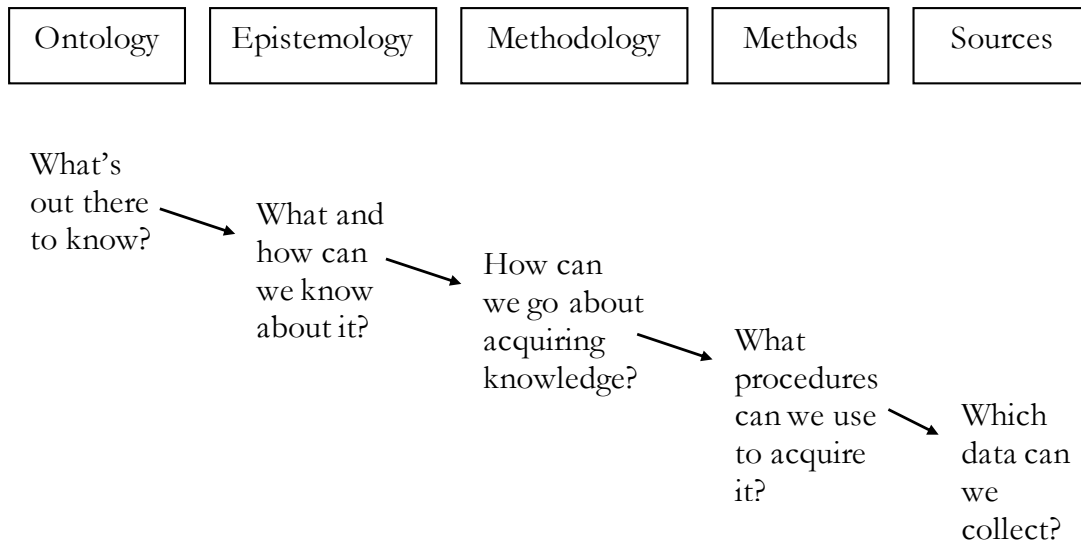 Ontology
Epistemology
Methodology
Methods
Sources
What’s
out there
to know?
What and
how can
we know
about it?
How can
we go about
acquiring
knowledge?
What
procedures
can we use
to acquire
it?
Which
data can
we
collect?